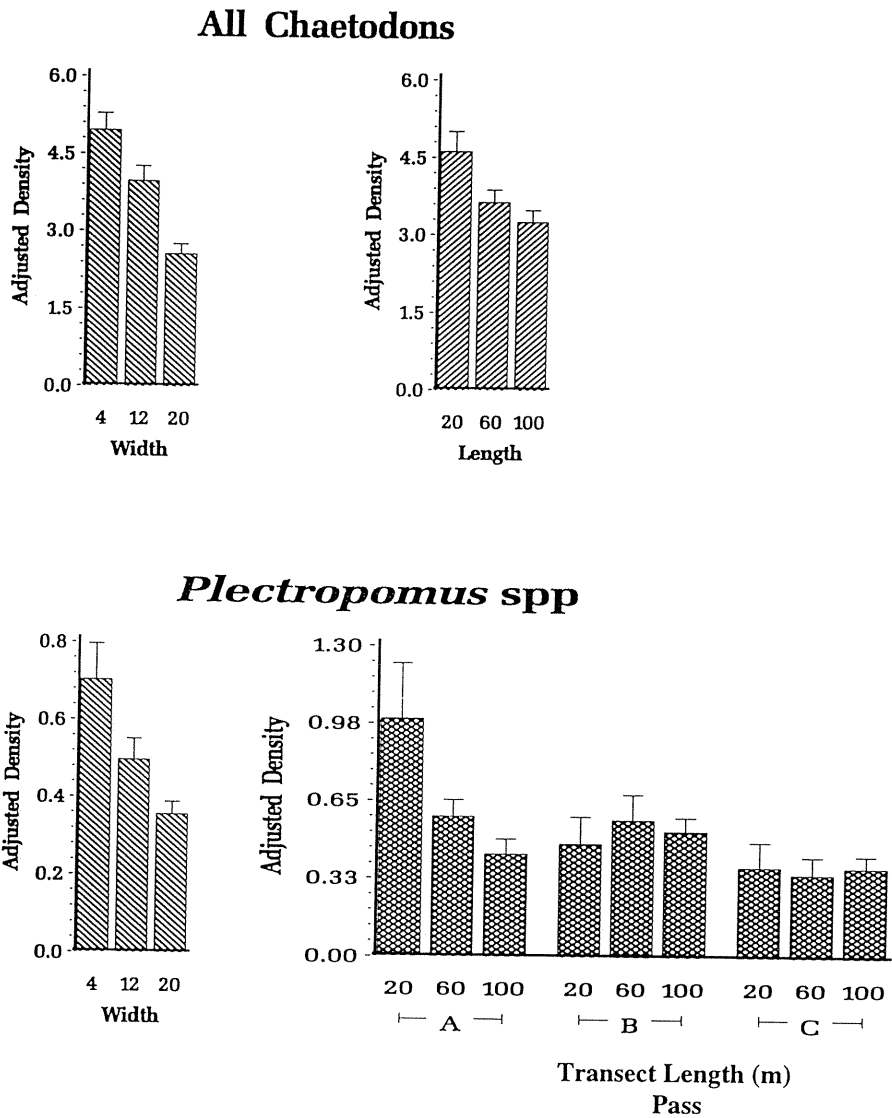 All Chaetodons
6.0
4.5
3.0
1.5
0.0
Adjusted Density
4 12 20
Width
6.0
4.5
3.0
1.5
0.0
Adjusted Density
20 60 100
Length
Plectropomus spp
0.8
0.6
0.4
0.2
0.0
Adjusted Density
4 12 20
Width
1.30
0.98
0.65
0.33
0.00
Adjusted Density
20 60 100 20 60 100 20 60 100
A B C
Transect Length (m)
Pass